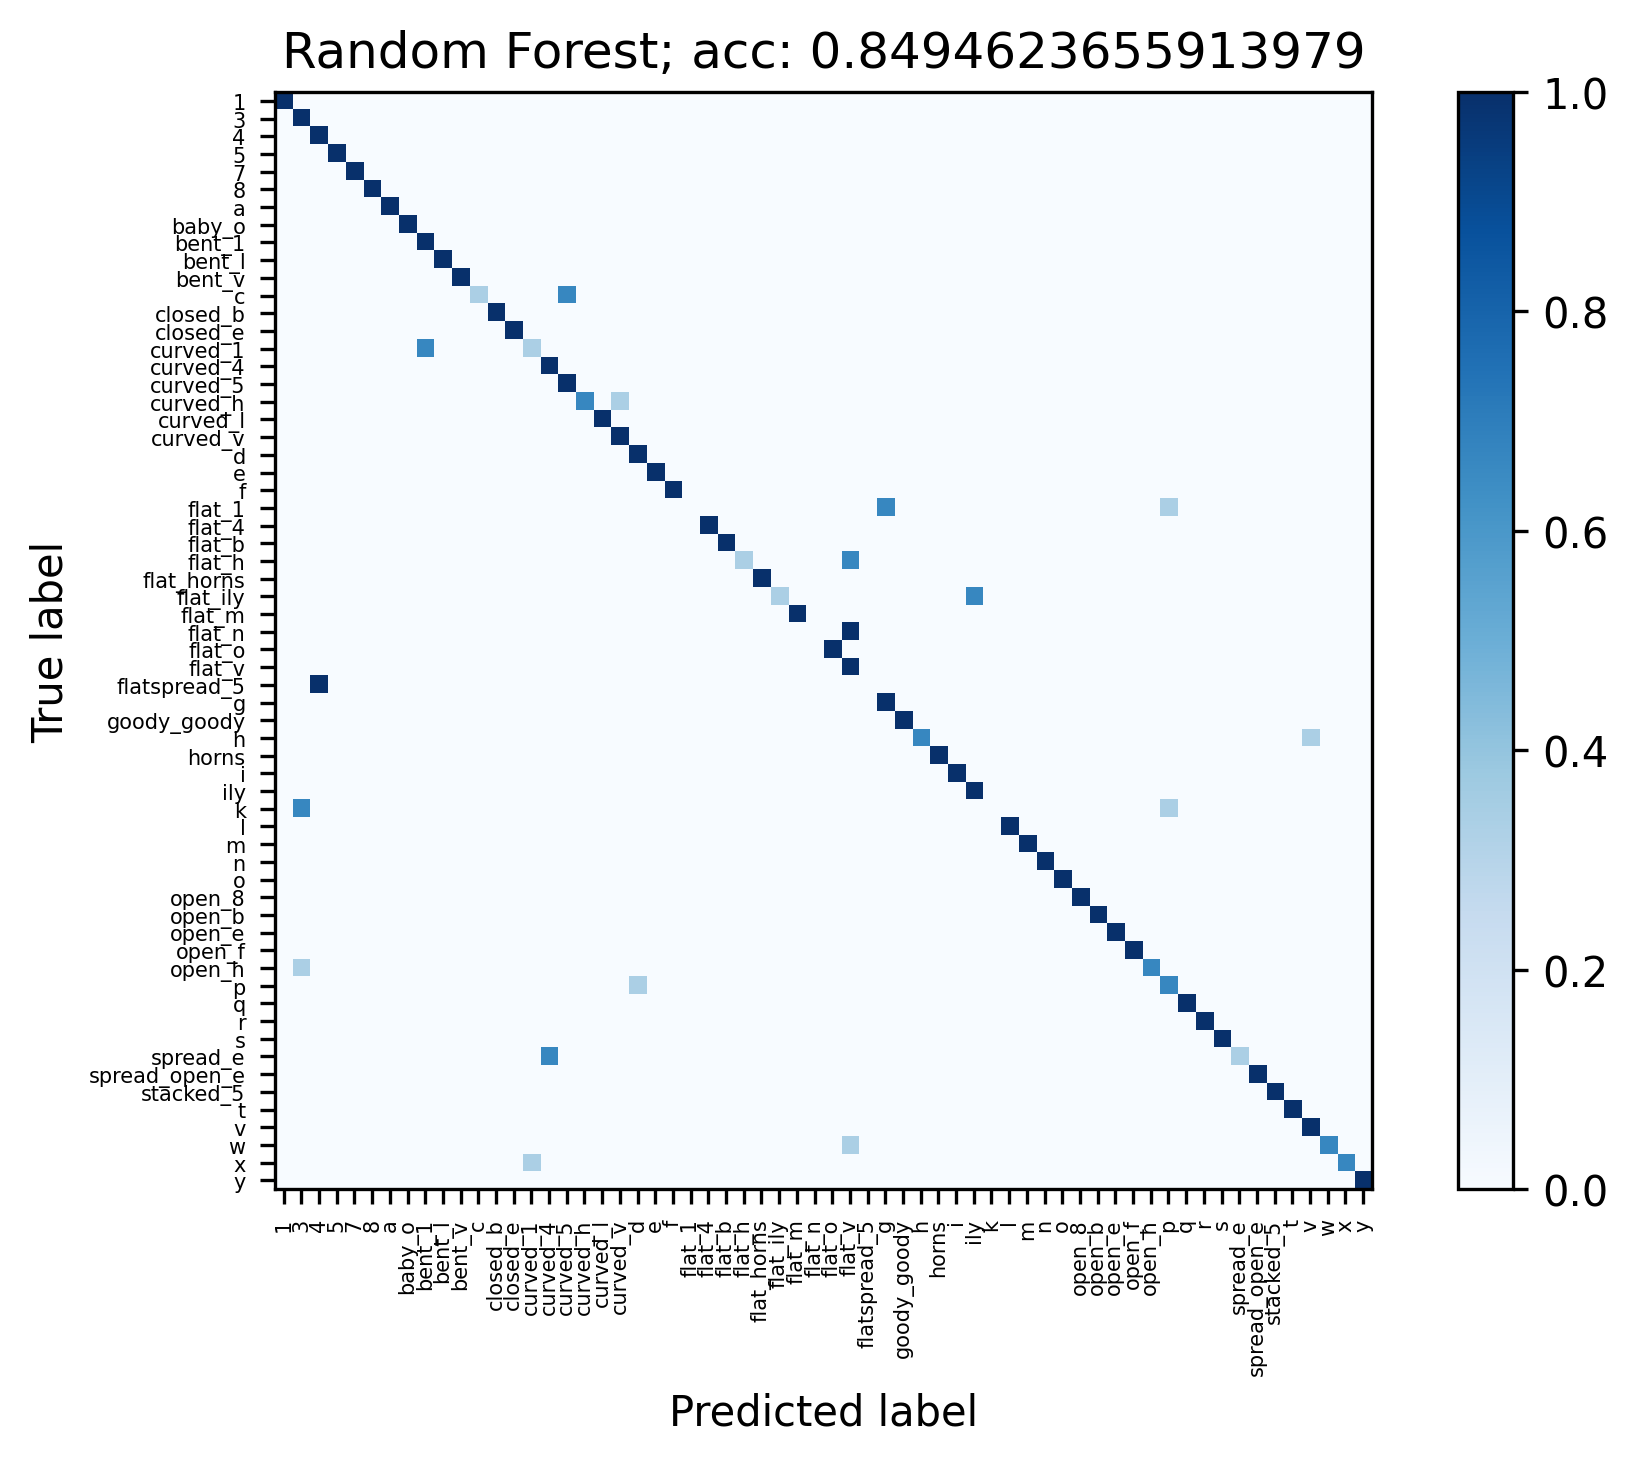 Random Forest; acc: 0.8494623655913979
True label
1
3
4
5
7
8
a
baby_o
bent_1
bent_l
bent_v
c
closed_b
closed_e
curved_1
curved_4
curved_5
curved_h
curved_l
curved_v
d
e
f
flat_1
flat_4
flat_b
flat_h
flat_horns
flat_ily
flat_m
flat_n
flat_o
flat_v
flatspread_5
g
goody_goody
h
horns
i
ily
k
l
m
n
o
open_8
open_b
open_e
open_f
open_h
p
q
r
s
spread_e
spread_open_e
stacked_5
t
v
w
x
y
1
3
4
5
7
8
a
baby_o
bent_1
bent_l
bent_v
c
closed_b
closed_e
curved_1
curved_4
curved_5
curved_h
curved_l
curved_v
d
e
f
flat_1
flat_4
flat_b
flat_h
flat_horns
flat_ily
flat_m
flat_n
flat_o
flat_v
flatspread_5
g
goody_goody
h
horns
i
ily
k
l
m
n
o
open_8
open_b
open_e
open_f
open_h
p
q
r
s
spread_e
spread_open_e
stacked_5
t
v
w
x
y
Predicted label
1.0
0.8
0.6
0.4
0.2
0.0